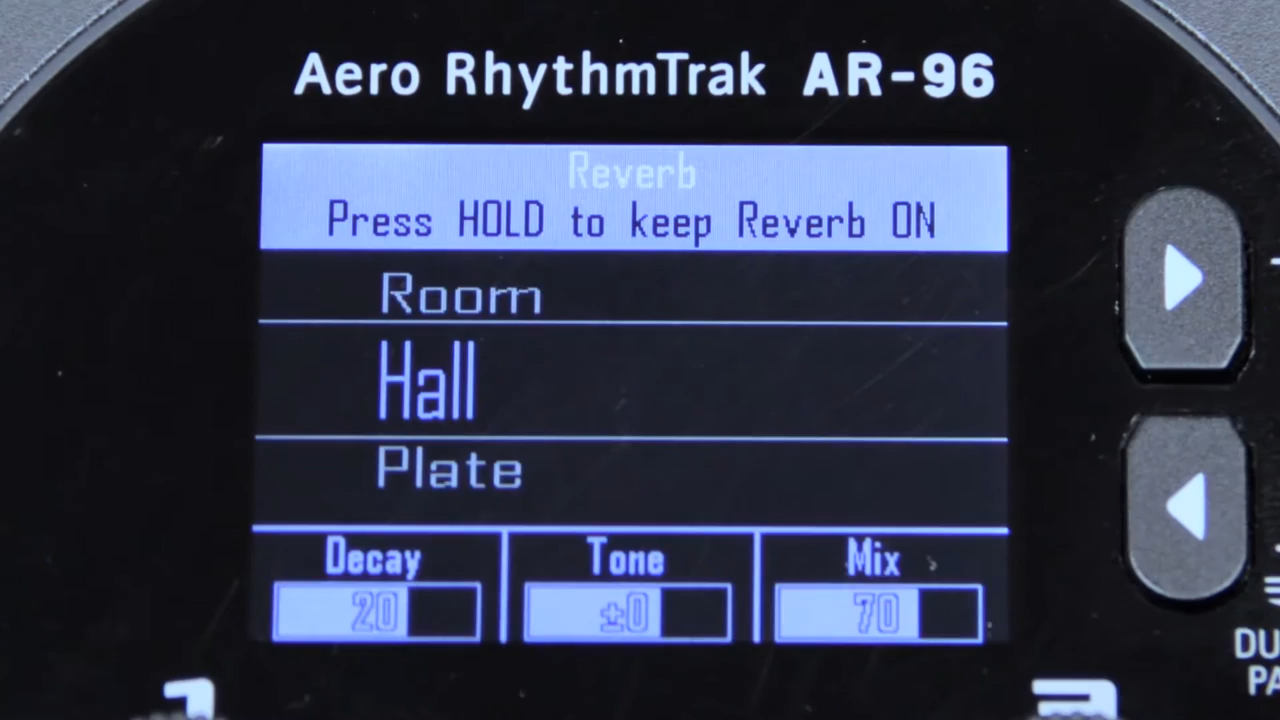 Aero RhythmTrak AR-96
Reverb
Press HOLD to keep Reverb ON
Room
Hall
Plate
Decay Tone Mix
20 ±0 70